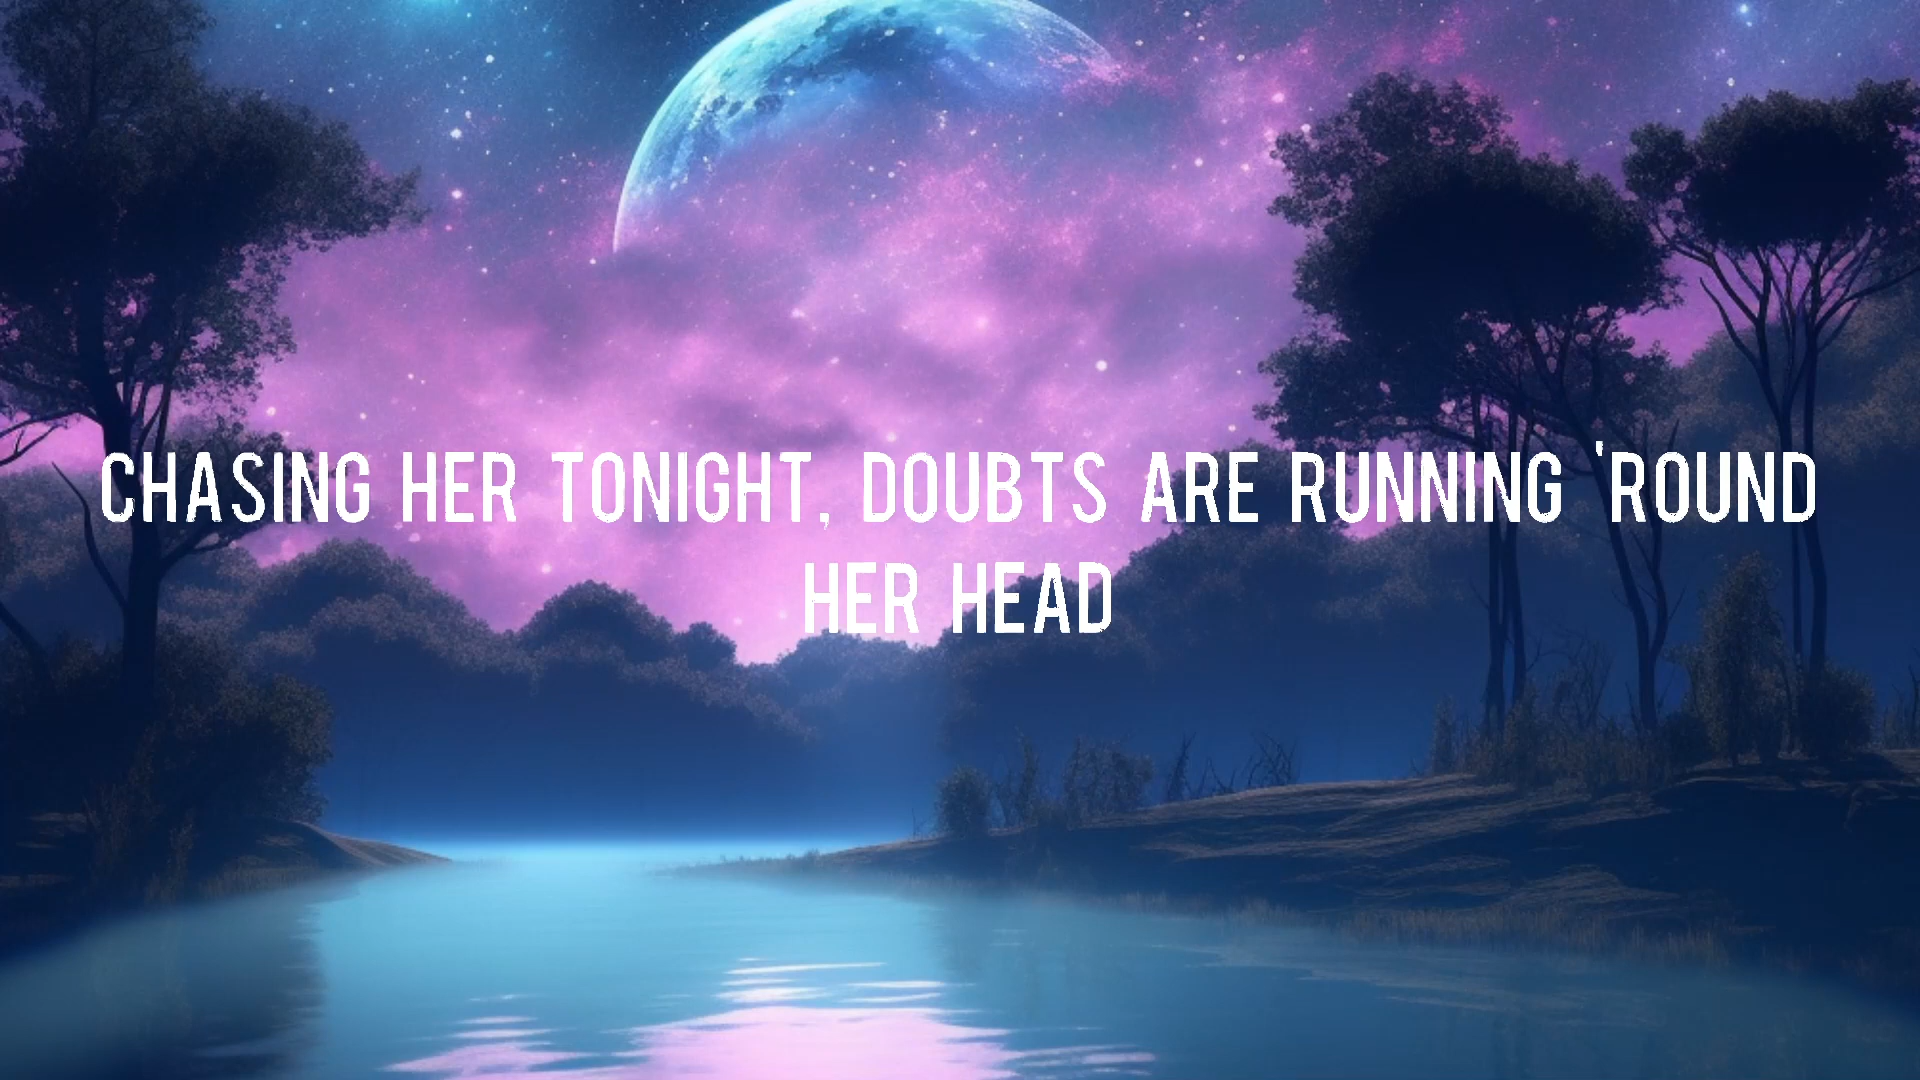 CHASING HER TONIGHT, DOUBTS ARE RUNNING 'ROUND
HER HEAD